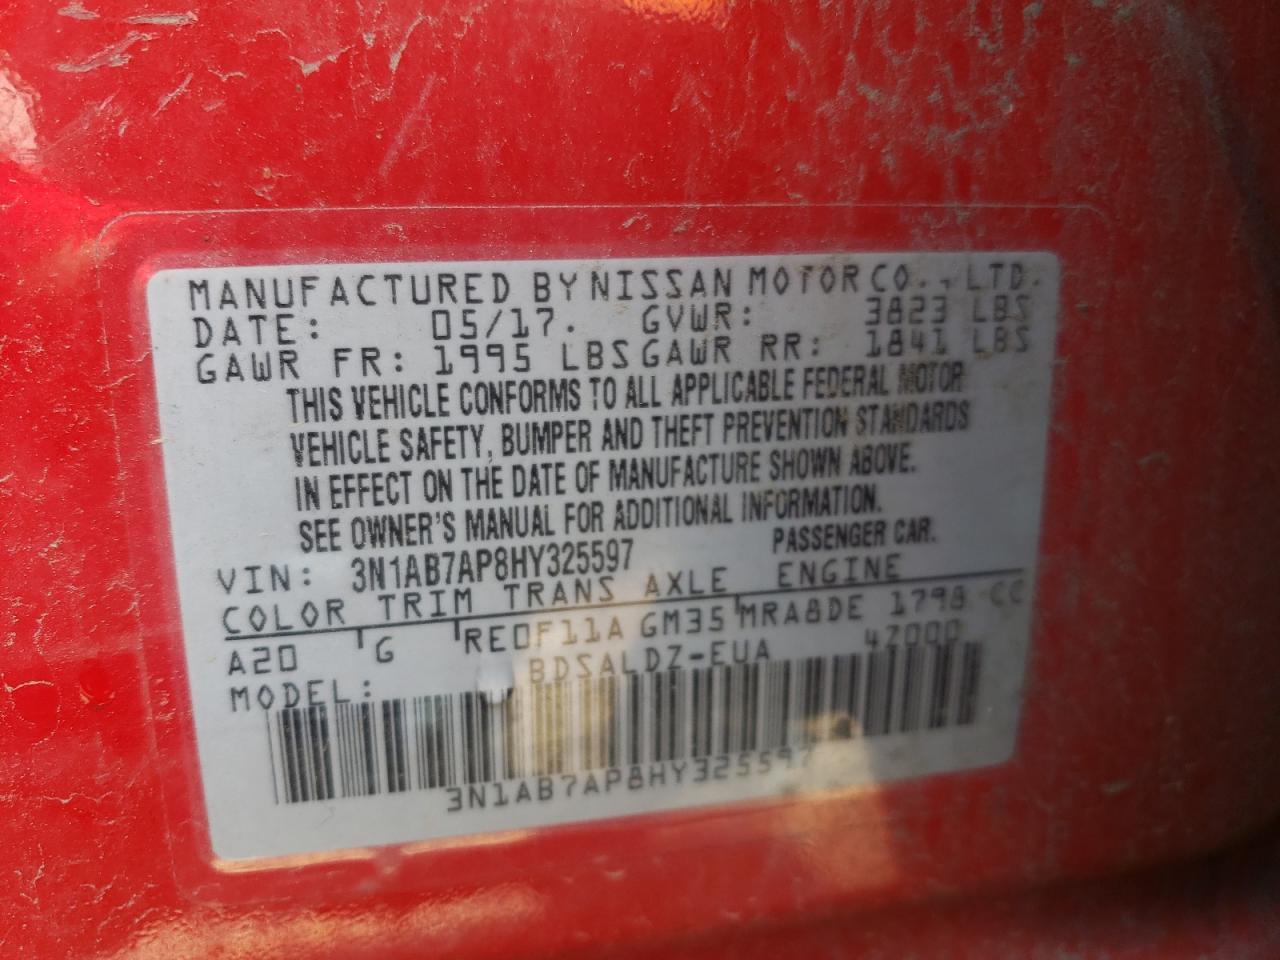 MANUFACTURED BY NISSAN MOTOR CO., LTD.
DATE: 05/17. GVWR: 3823 LBS
GAWR FR: 1995 LBS GAWR RR: 1841 LBS
THIS VEHICLE CONFORMS TO ALL APPLICABLE FEDERAL MOTOR
VEHICLE SAFETY, BUMPER AND THEFT PREVENTION STANDARDS
IN EFFECT ON THE DATE OF MANUFACTURE SHOWN ABOVE.
SEE OWNER'S MANUAL FOR ADDITIONAL INFORMATION.
VIN: 3N1AB7AP8HY325597 PASSENGER CAR.
COLOR TRIM TRANS AXLE ENGINE
A20 G RE0F11A GM35 MRA8DE 1798 CC
MODEL: BDSALDZ-EUA 47000
3N1AB7AP8HY325597